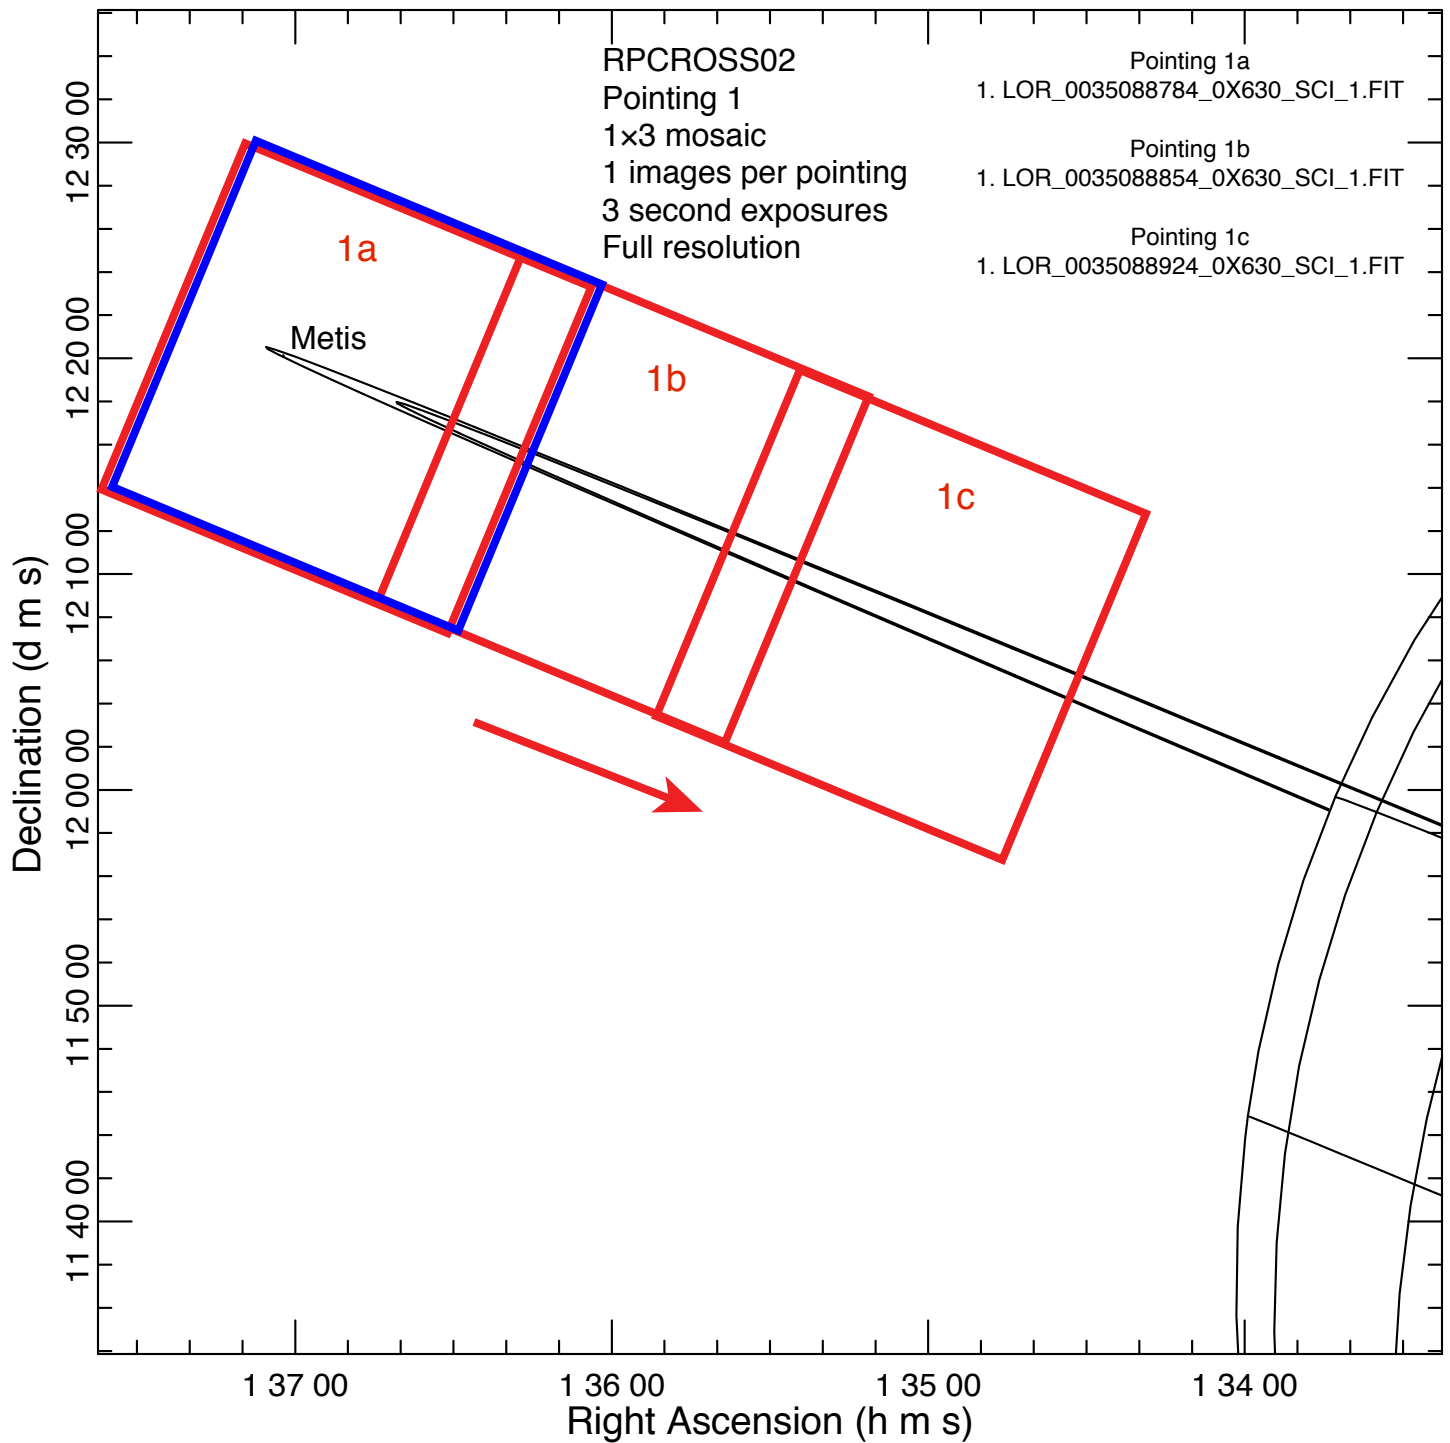 RPCROSS02
Pointing 1
1×3 mosaic
1 images per pointing
3 second exposures
Full resolution
Pointing 1a
1. LOR_0035088784_0X630_SCI_1.FIT
Pointing 1b
1. LOR_0035088854_0X630_SCI_1.FIT
Pointing 1c
1. LOR_0035088924_0X630_SCI_1.FIT
1a
Metis
1b
1c
Declination (d m s)
12 30 00
12 20 00
12 10 00
12 00 00
11 50 00
11 40 00
1 37 00
1 36 00
1 35 00
1 34 00
Right Ascension (h m s)